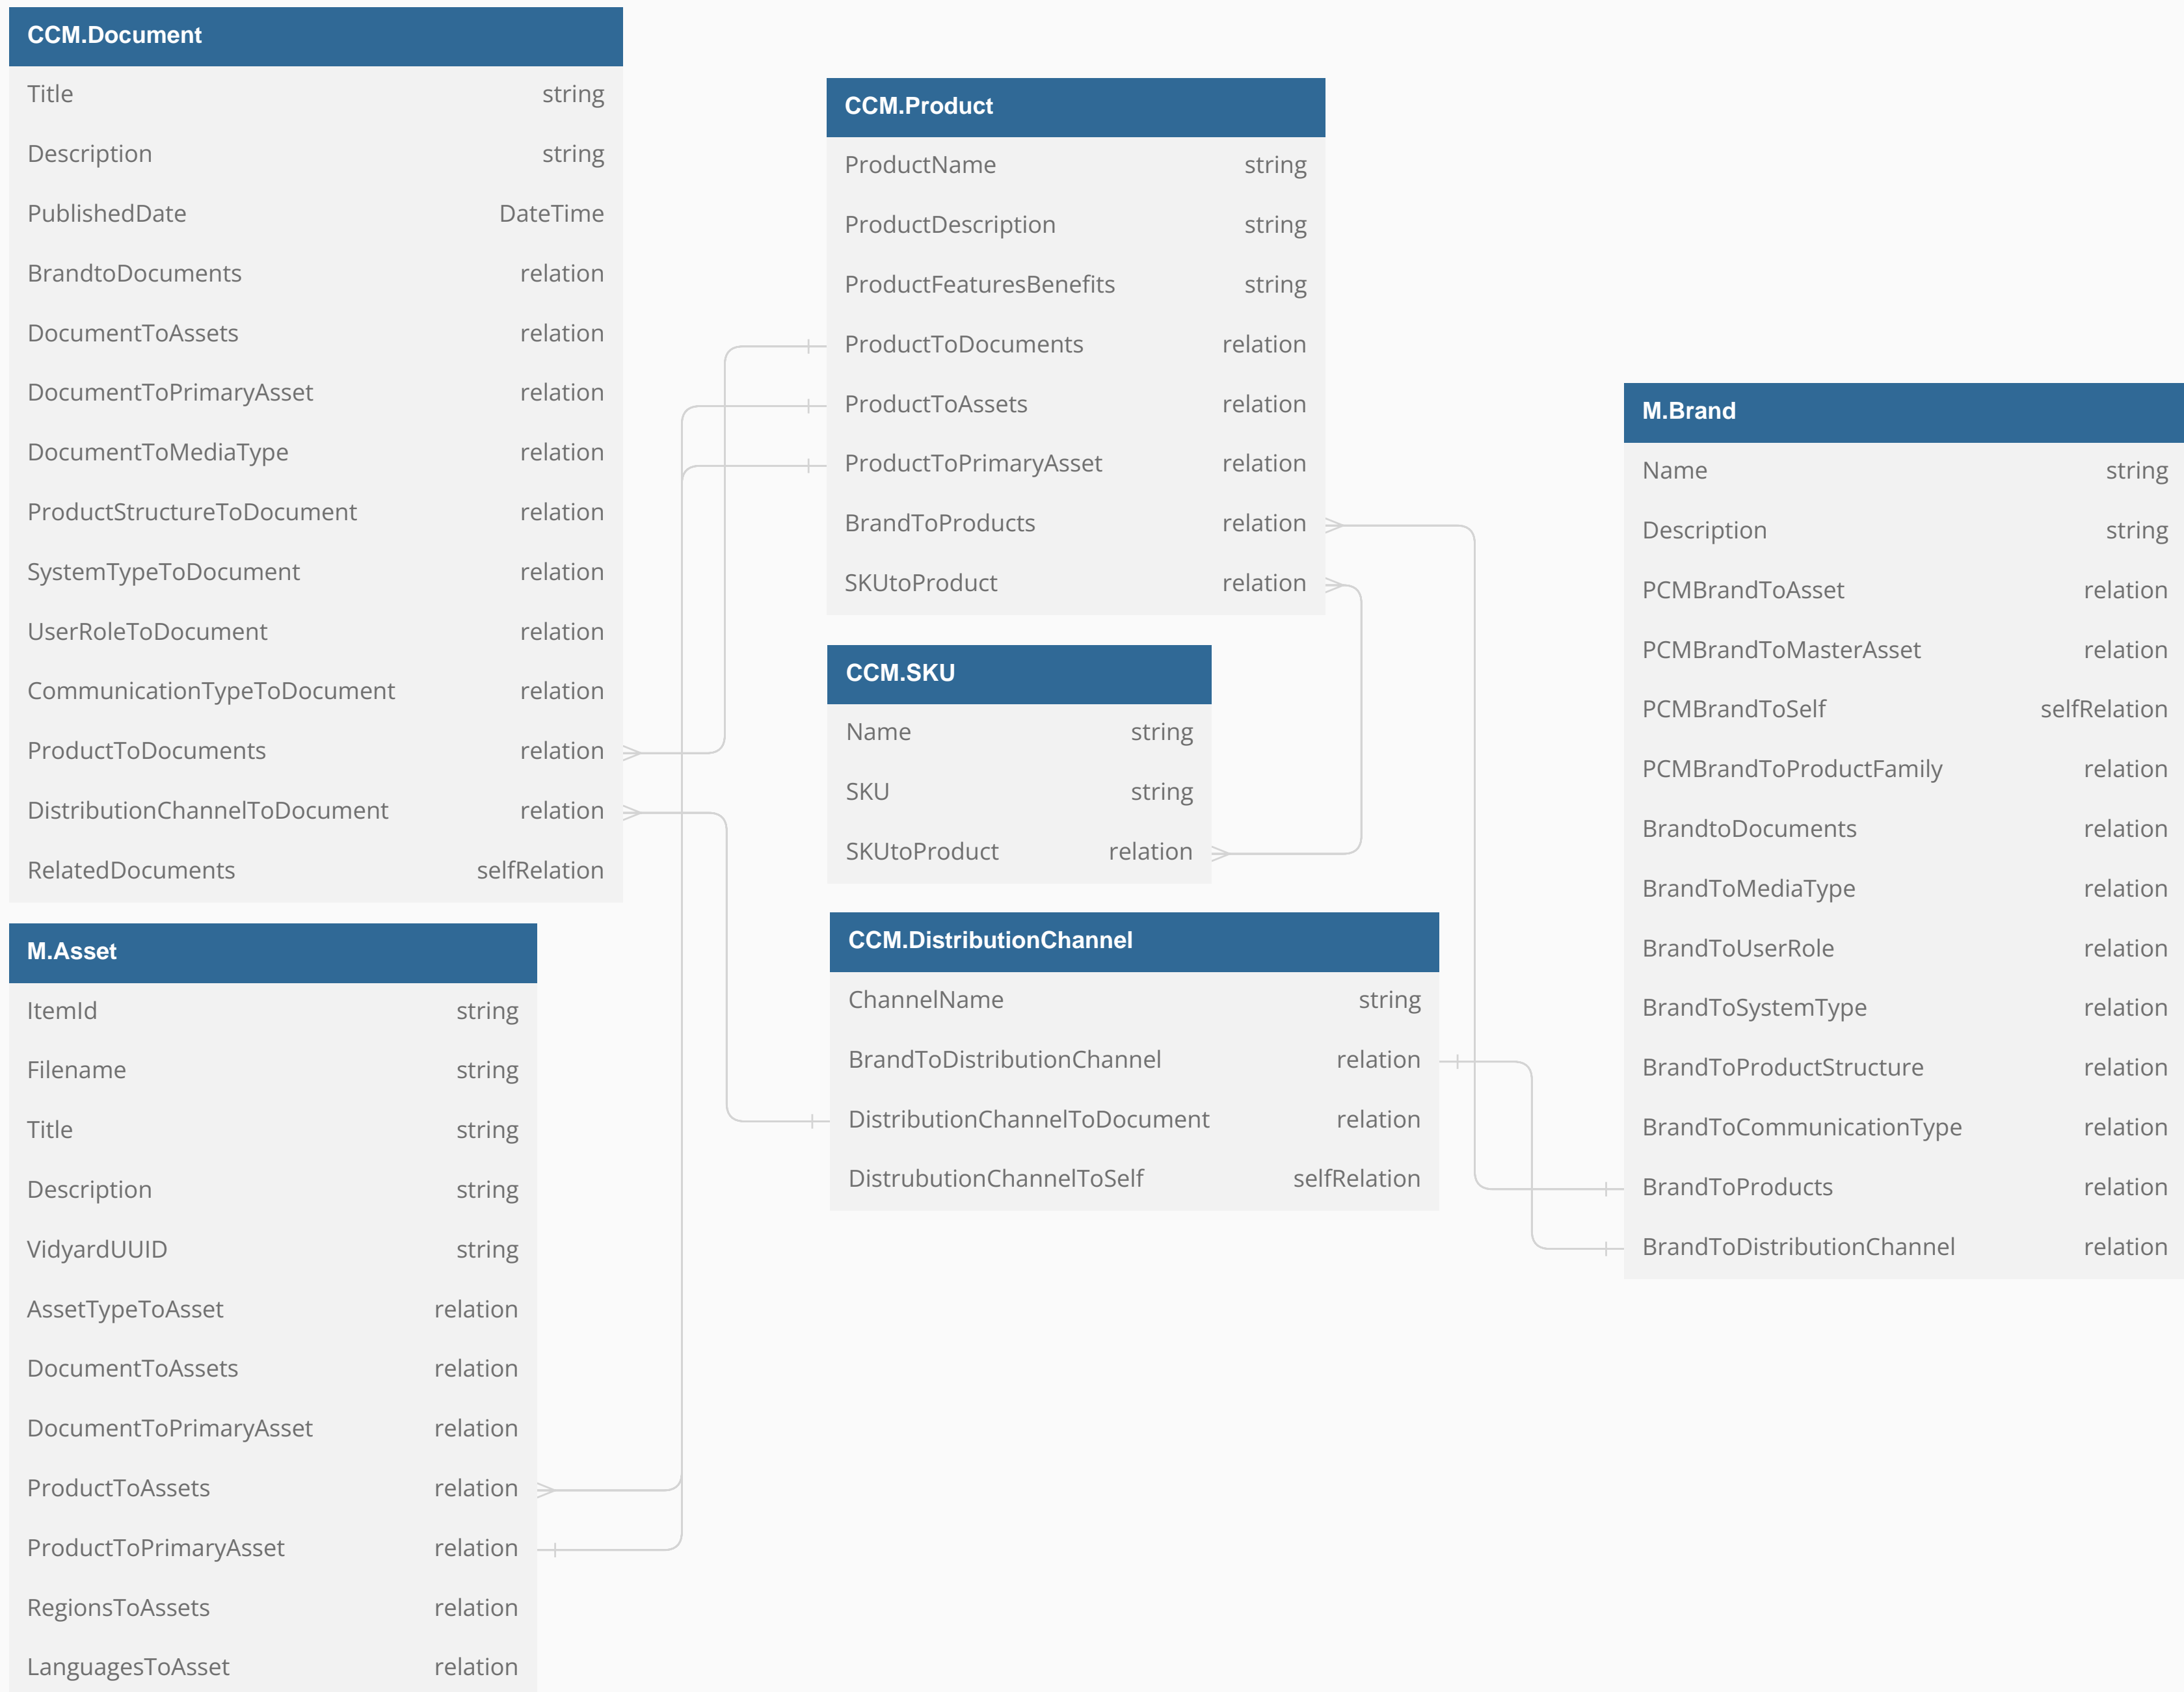 CCM.Document
Title string
Description string
PublishedDate DateTime
BrandtoDocuments relation
DocumentToAssets relation
DocumentToPrimaryAsset relation
DocumentToMediaType relation
ProductStructureToDocument relation
SystemTypeToDocument relation
UserRoleToDocument relation
CommunicationTypeToDocument relation
ProductToDocuments relation
DistributionChannelToDocument relation
RelatedDocuments selfRelation
M.Asset
ItemId string
Filename string
Title string
Description string
VidyardUUID string
AssetTypeToAsset relation
DocumentToAssets relation
DocumentToPrimaryAsset relation
ProductToAssets relation
ProductToPrimaryAsset relation
RegionsToAssets relation
LanguagesToAsset relation
CCM.Product
ProductName string
ProductDescription string
ProductFeaturesBenefits string
ProductToDocuments relation
ProductToAssets relation
ProductToPrimaryAsset relation
BrandToProducts relation
SKUtoProduct relation
CCM.SKU
Name string
SKU string
SKUtoProduct relation
CCM.DistributionChannel
ChannelName string
BrandToDistributionChannel relation
DistributionChannelToDocument relation
DistrubutionChannelToSelf selfRelation
M.Brand
Name string
Description string
PCMBrandToAsset relation
PCMBrandToMasterAsset relation
PCMBrandToSelf selfRelation
PCMBrandToProductFamily relation
BrandtoDocuments relation
BrandToMediaType relation
BrandToUserRole relation
BrandToSystemType relation
BrandToProductStructure relation
BrandToCommunicationType relation
BrandToProducts relation
BrandToDistributionChannel relation